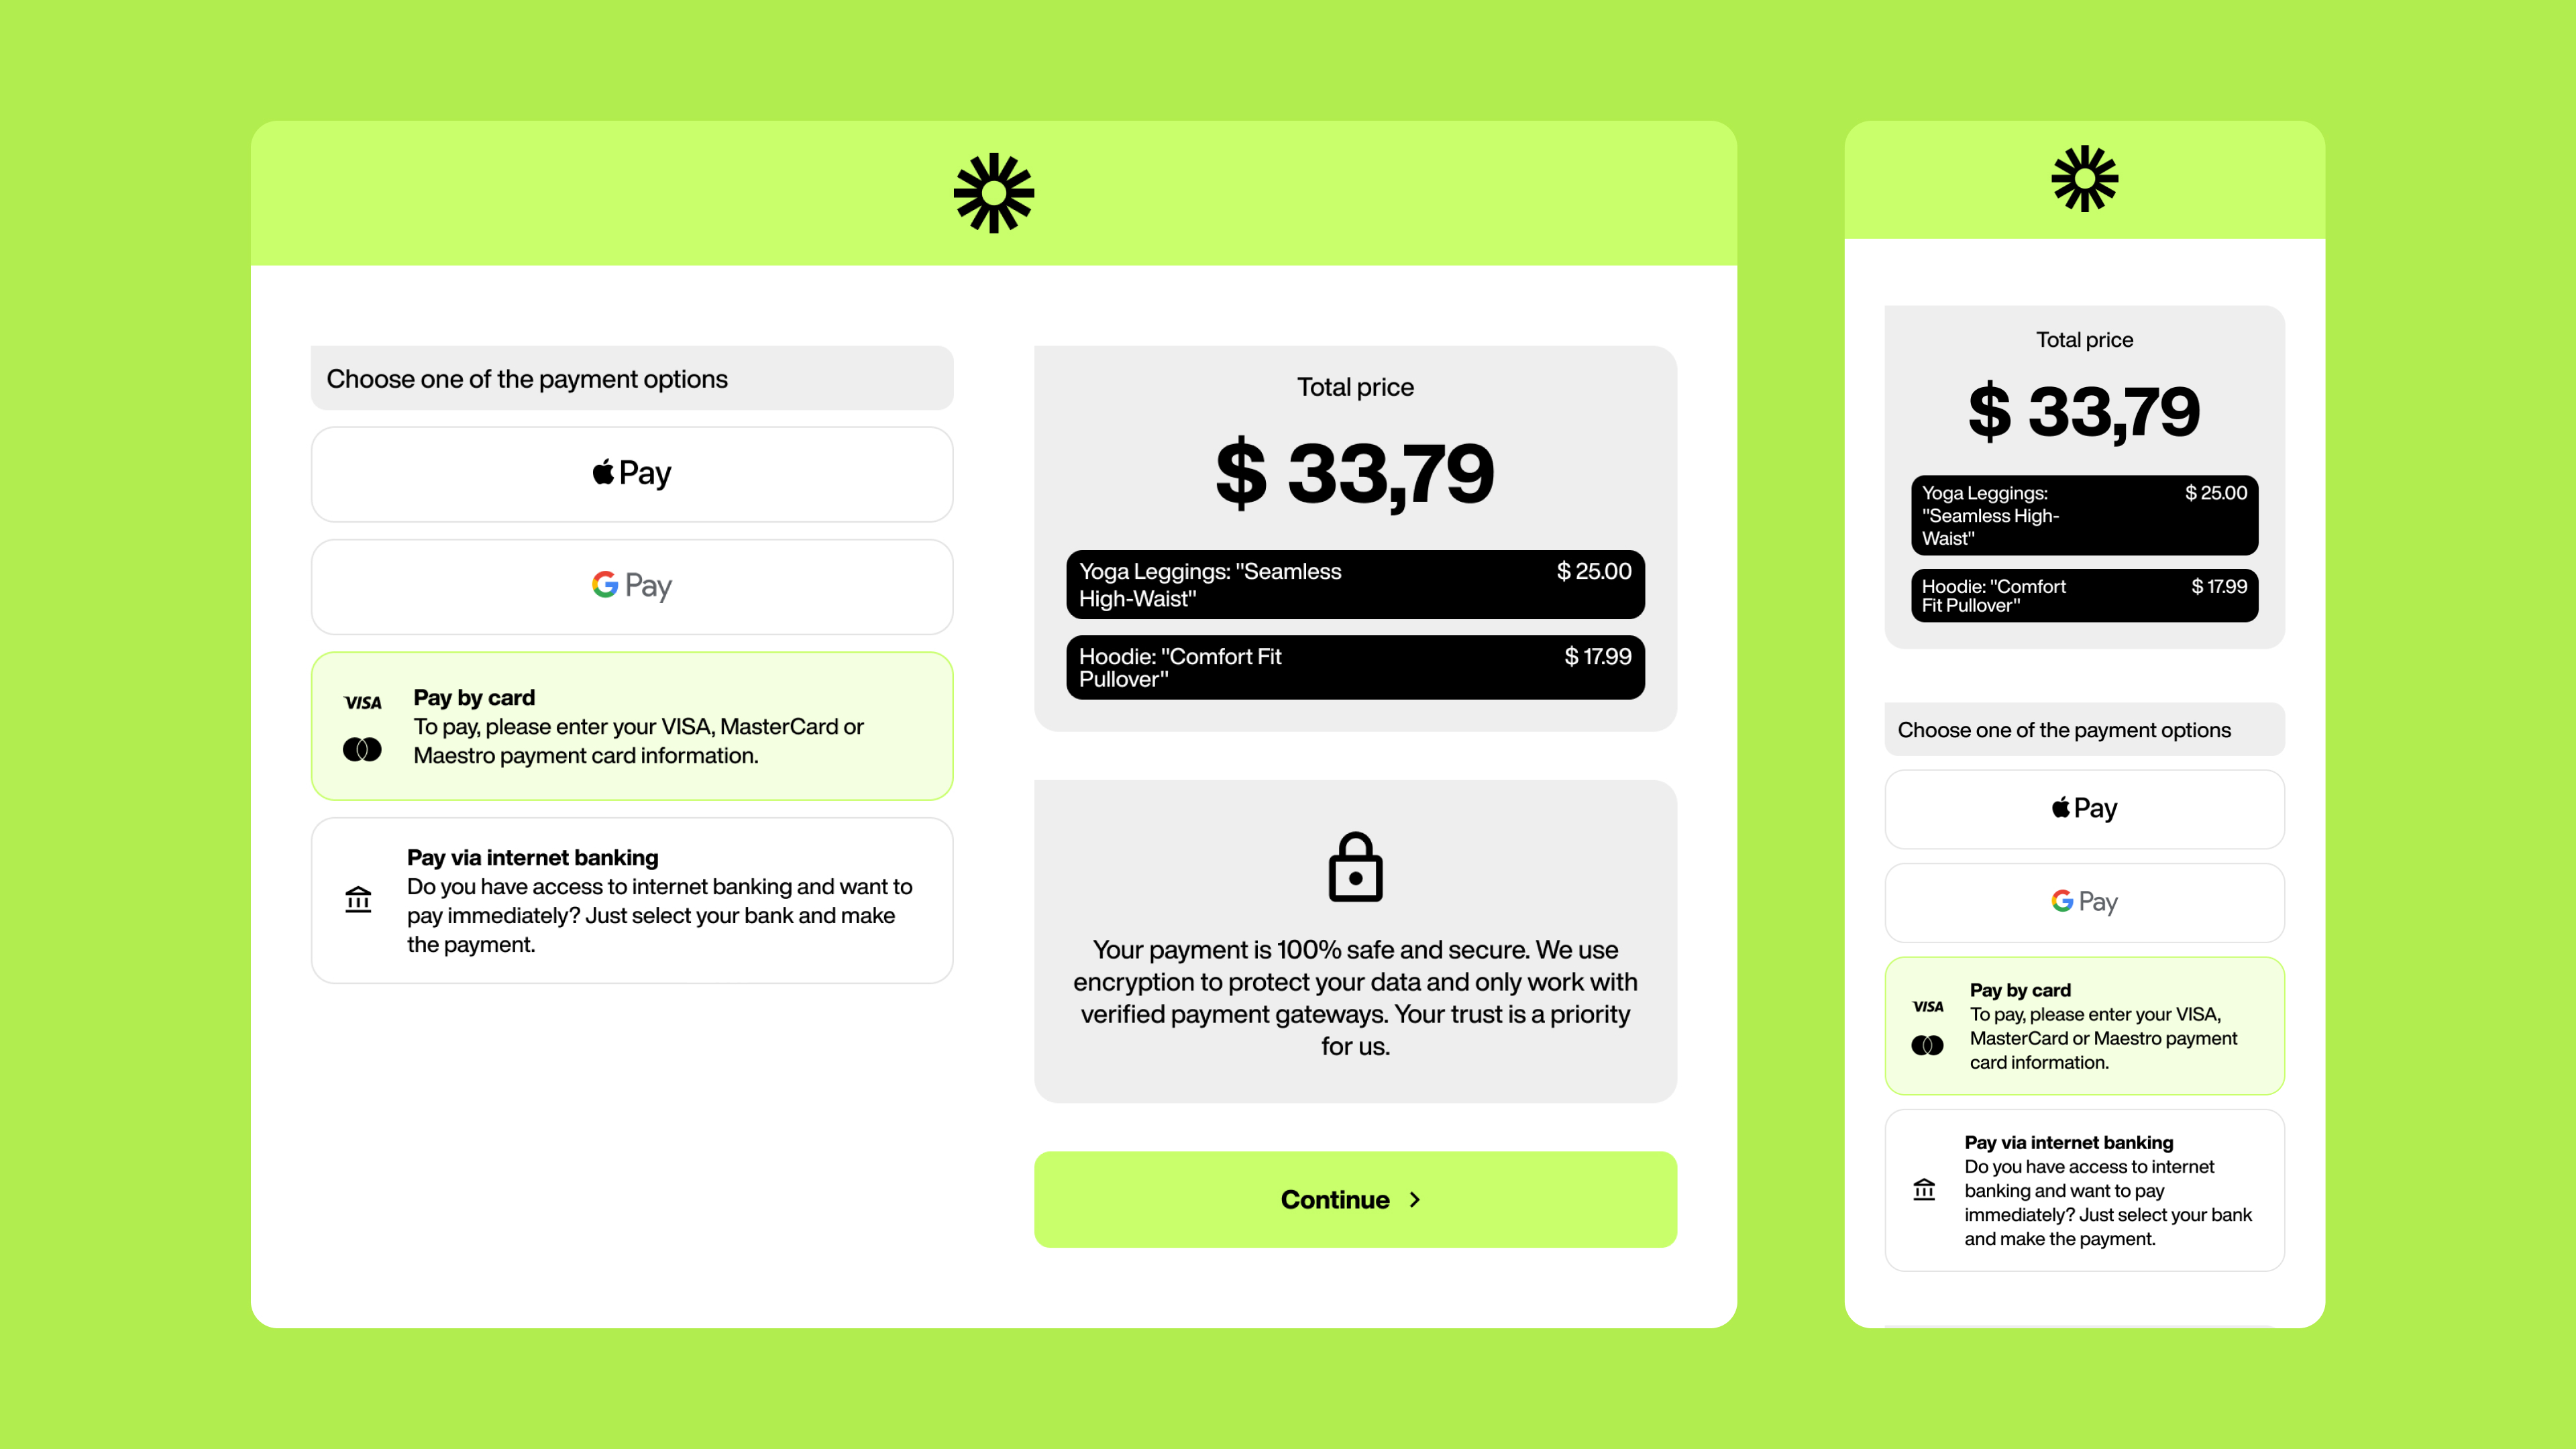 Choose one of the payment options
Pay
G Pay
VISA
Pay by card
To pay, please enter your VISA, MasterCard or
Maestro payment card information.
Pay via internet banking
Do you have access to internet banking and want to
pay immediately? Just select your bank and make
the payment.
Total price
$ 33,79
Yoga Leggings: "Seamless
High-Waist"
$ 25.00
Hoodie: "Comfort Fit
Pullover"
$ 17.99
Your payment is 100% safe and secure. We use
encryption to protect your data and only work with
verified payment gateways. Your trust is a priority
for us.
Continue
Total price
$ 33,79
Yoga Leggings:
"Seamless High-
Waist"
$ 25.00
Hoodie: "Comfort
Fit Pullover"
$ 17.99
Choose one of the payment options
Pay
G Pay
VISA
Pay by card
To pay, please enter your VISA,
MasterCard or Maestro payment
card information.
Pay via internet banking
Do you have access to internet
banking and want to pay
immediately? Just select your bank
and make the payment.